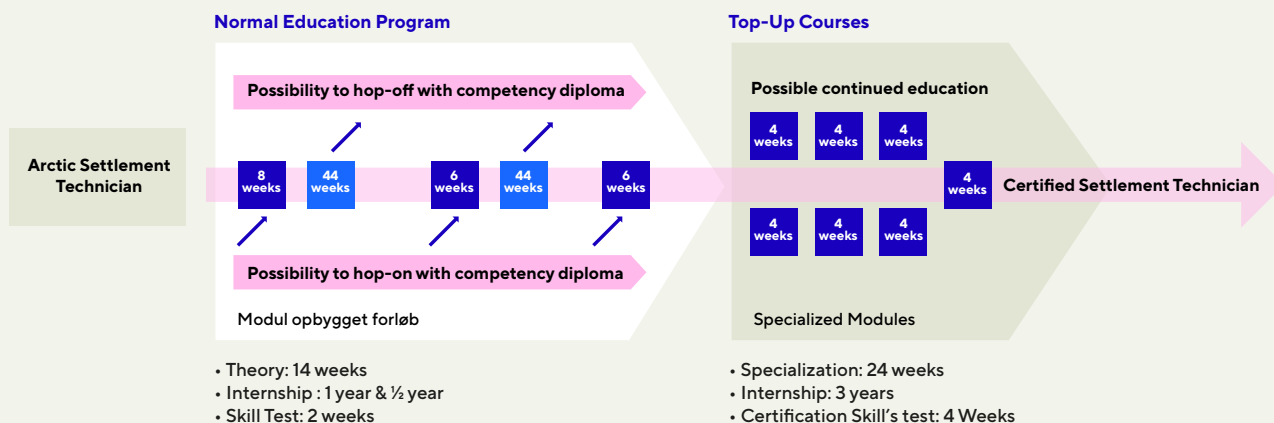 Normal Education Program
Top-Up Courses
Possibility to hop-off with competency diploma
Possible continued education
4
weeks
4
weeks
4
weeks
Arctic Settlement
Technician
8
weeks
44
weeks
6
weeks
44
weeks
6
weeks
4
weeks
Certified Settlement Technician
4
weeks
4
weeks
4
weeks
Possibility to hop-on with competency diploma
Modul opbygget forløb
Specialized Modules
• Theory: 14 weeks
• Internship : 1 year & ½ year
• Skill Test: 2 weeks
• Specialization: 24 weeks
• Internship: 3 years
• Certification Skill’s test: 4 Weeks